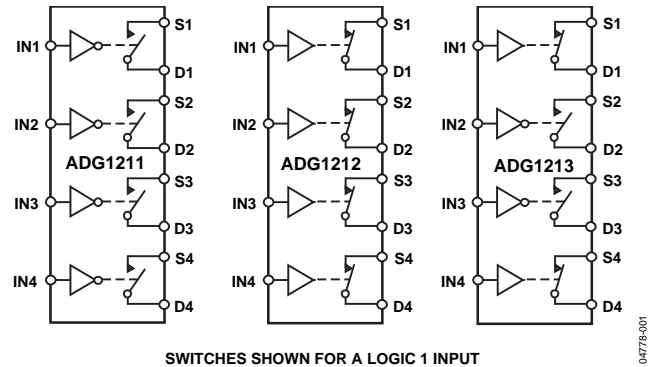 S1 S1 S1
IN1 IN1 IN1
D1 D1 D1
S2 S2 S2
IN2 IN2 IN2
D2 D2 D2
ADG1211 ADG1212 ADG1213
S3 S3 S3
IN3 IN3 IN3
D3 D3 D3
S4 S4 S4
IN4 IN4 IN4
D4 D4 D4
SWITCHES SHOWN FOR A LOGIC 1 INPUT
04778-001